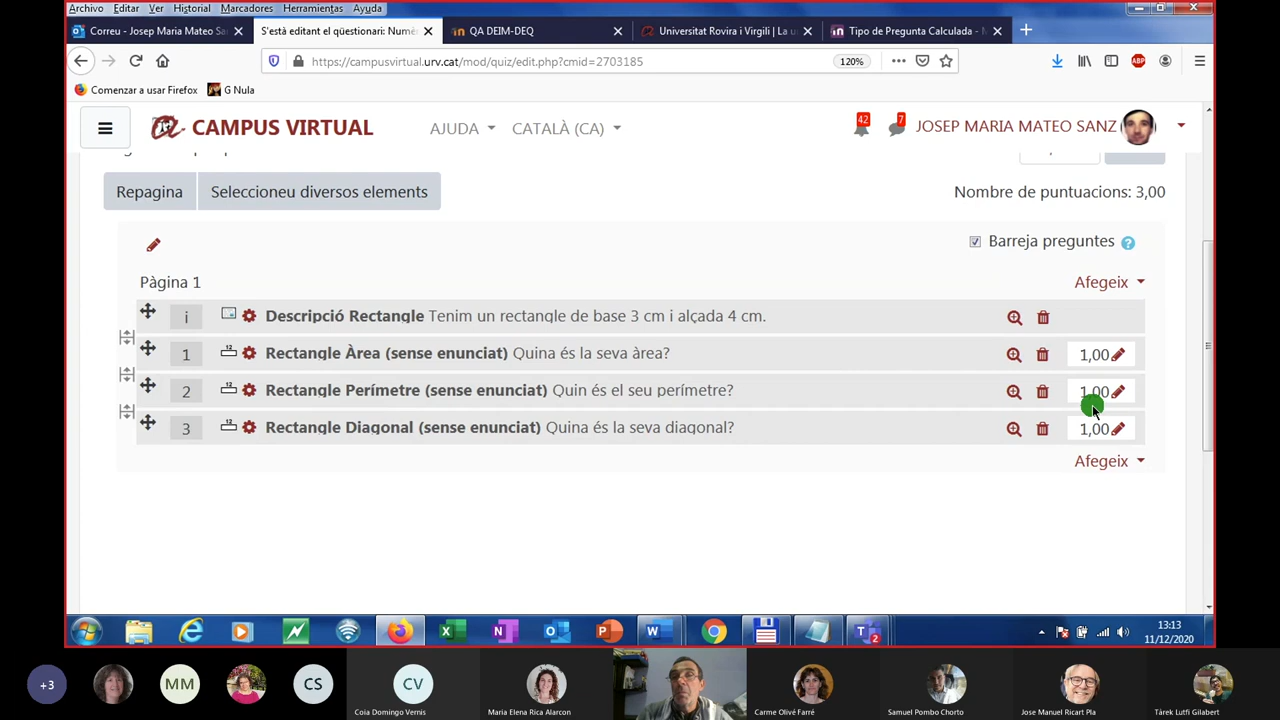 Archivo Editar Ver Historial Marcadores Herramientas Ayuda
Correu - Josep Maria Mateo Sa
S'està editant el qüestionari: Numè
QA DEIM-DEQ
Universitat Rovira i Virgili | La u
Tipo de Pregunta Calculada - M
https://campusvirtual.urv.cat/mod/quiz/edit.php?cmid=2703185
120%
ABP
Comenzar a usar Firefox G Nula
CAMPUS VIRTUAL
AJUDA
CATALÀ (CA)
42
7
JOSEP MARIA MATEO SANZ
Repagina
Seleccioneu diversos elements
Nombre de puntuacions: 3,00
Barreja preguntes
Pàgina 1
Afegeix
i Descripció Rectangle Tenim un rectangle de base 3 cm i alçada 4 cm.
1 Rectangle Àrea (sense enunciat) Quina és la seva àrea? 1,00
2 Rectangle Perímetre (sense enunciat) Quin és el seu perímetre? 1,00
3 Rectangle Diagonal (sense enunciat) Quina és la seva diagonal? 1,00
Afegeix
13:13
11/12/2020
+3
MM
CS
CV
Coia Domingo Vernis
Maria Elena Rica Alarcon
Carme Olivé Farré
Samuel Pombo Chorto
Jose Manuel Ricart Pla
Tárek Lutfi Gilabert